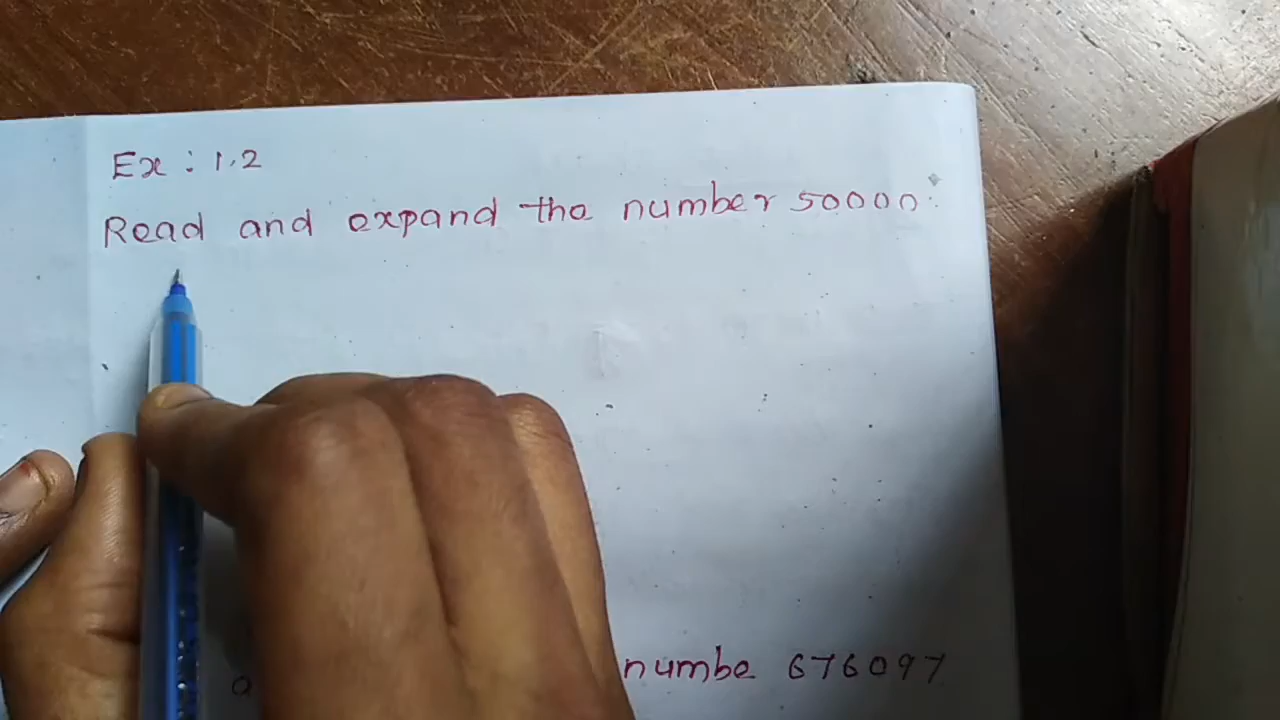 Ex : 1.2
Read and expand the number 50000.
numbe 676097